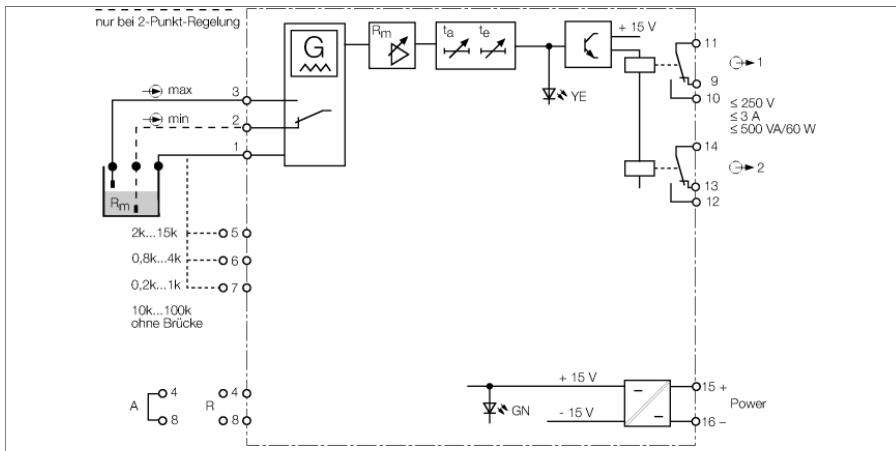 nur bei 2-Punkt-Regelung
G
Rm
ta
te
+ 15 V
11
1
9
10
YE
≤ 250 V
≤ 3 A
≤ 500 VA/60 W
max
3
min
2
1
14
2
13
12
Rm
2k...15k
5
0,8k...4k
6
0,2k...1k
7
10k...100k
ohne Brücke
A
4
8
R
4
8
+ 15 V
GN
- 15 V
15 +
16 –
Power